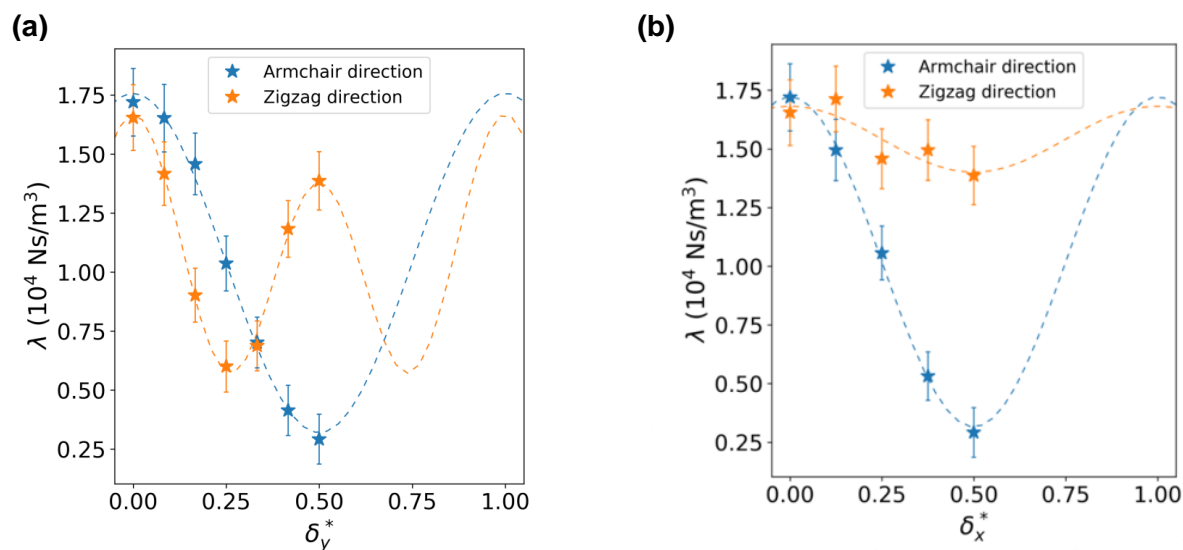 (a)
Armchair direction
Zigzag direction
1.75
1.50
1.25
1.00
0.75
0.50
0.25
λ (10⁴ Ns/m³)
0.00 0.25 0.50 0.75 1.00
δ*y
(b)
Armchair direction
Zigzag direction
1.75
1.50
1.25
1.00
0.75
0.50
0.25
λ (10⁴ Ns/m³)
0.00 0.25 0.50 0.75 1.00
δ*x